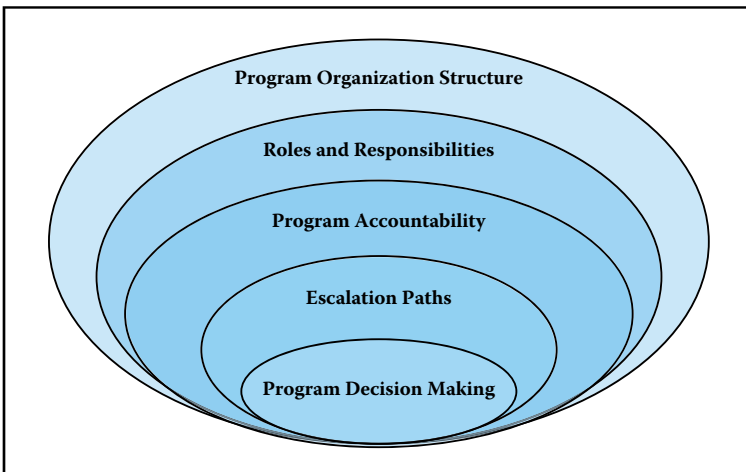 Program Organization Structure
Roles and Responsibilities
Program Accountability
Escalation Paths
Program Decision Making